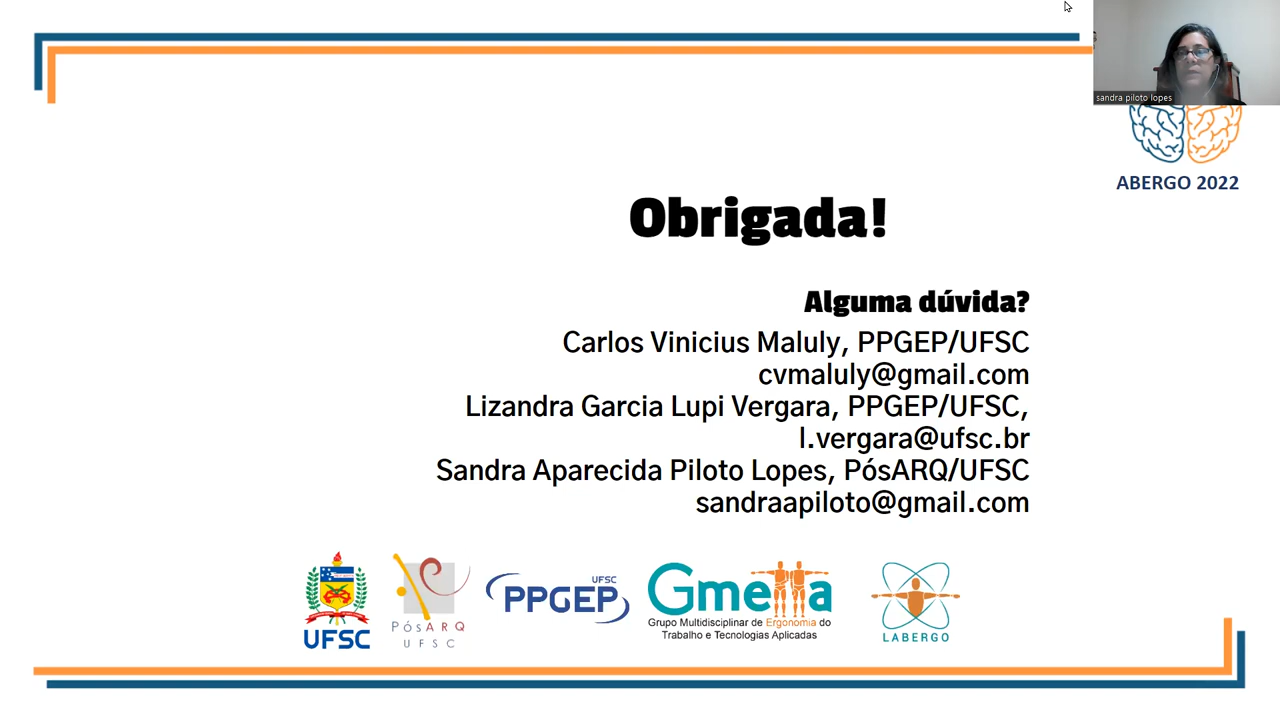 sandra piloto lopes
ABERGO 2022
Obrigada!
Alguma dúvida?
Carlos Vinicius Maluly, PPGEP/UFSC
cvmaluly@gmail.com
Lizandra Garcia Lupi Vergara, PPGEP/UFSC,
l.vergara@ufsc.br
Sandra Aparecida Piloto Lopes, PósARQ/UFSC
sandraapiloto@gmail.com
UFSC
PósARQ
UFSC
UFSC
PPGEP
Gmetta
Grupo Multidisciplinar de Ergonomia do
Trabalho e Tecnologias Aplicadas
LABERGO